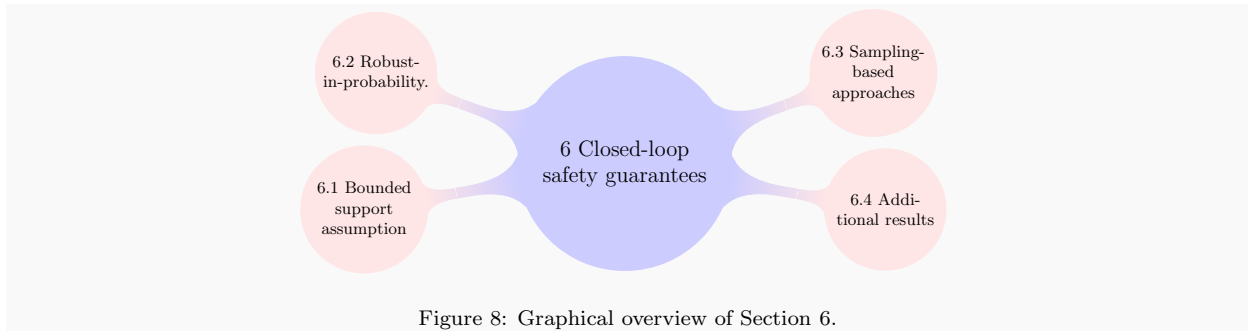 6.2 Robust-
in-probability.
6.3 Sampling-
based
approaches
6 Closed-loop
safety guarantees
6.1 Bounded
support
assumption
6.4 Addi-
tional results
Figure 8: Graphical overview of Section 6.